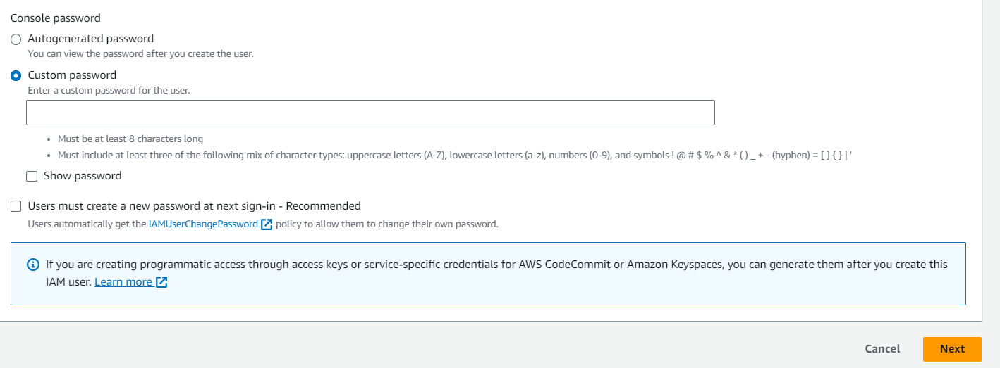 Console password
Autogenerated password
You can view the password after you create the user.
Custom password
Enter a custom password for the user.
Must be at least 8 characters long
Must include at least three of the following mix of character types: uppercase letters (A-Z), lowercase letters (a-z), numbers (0-9), and symbols ! @ # $ % ^ & * ( ) _ + - (hyphen) = [ ] { } | '
Show password
Users must create a new password at next sign-in - Recommended
Users automatically get the IAMUserChangePassword policy to allow them to change their own password.
If you are creating programmatic access through access keys or service-specific credentials for AWS CodeCommit or Amazon Keyspaces, you can generate them after you create this
IAM user. Learn more
Cancel Next